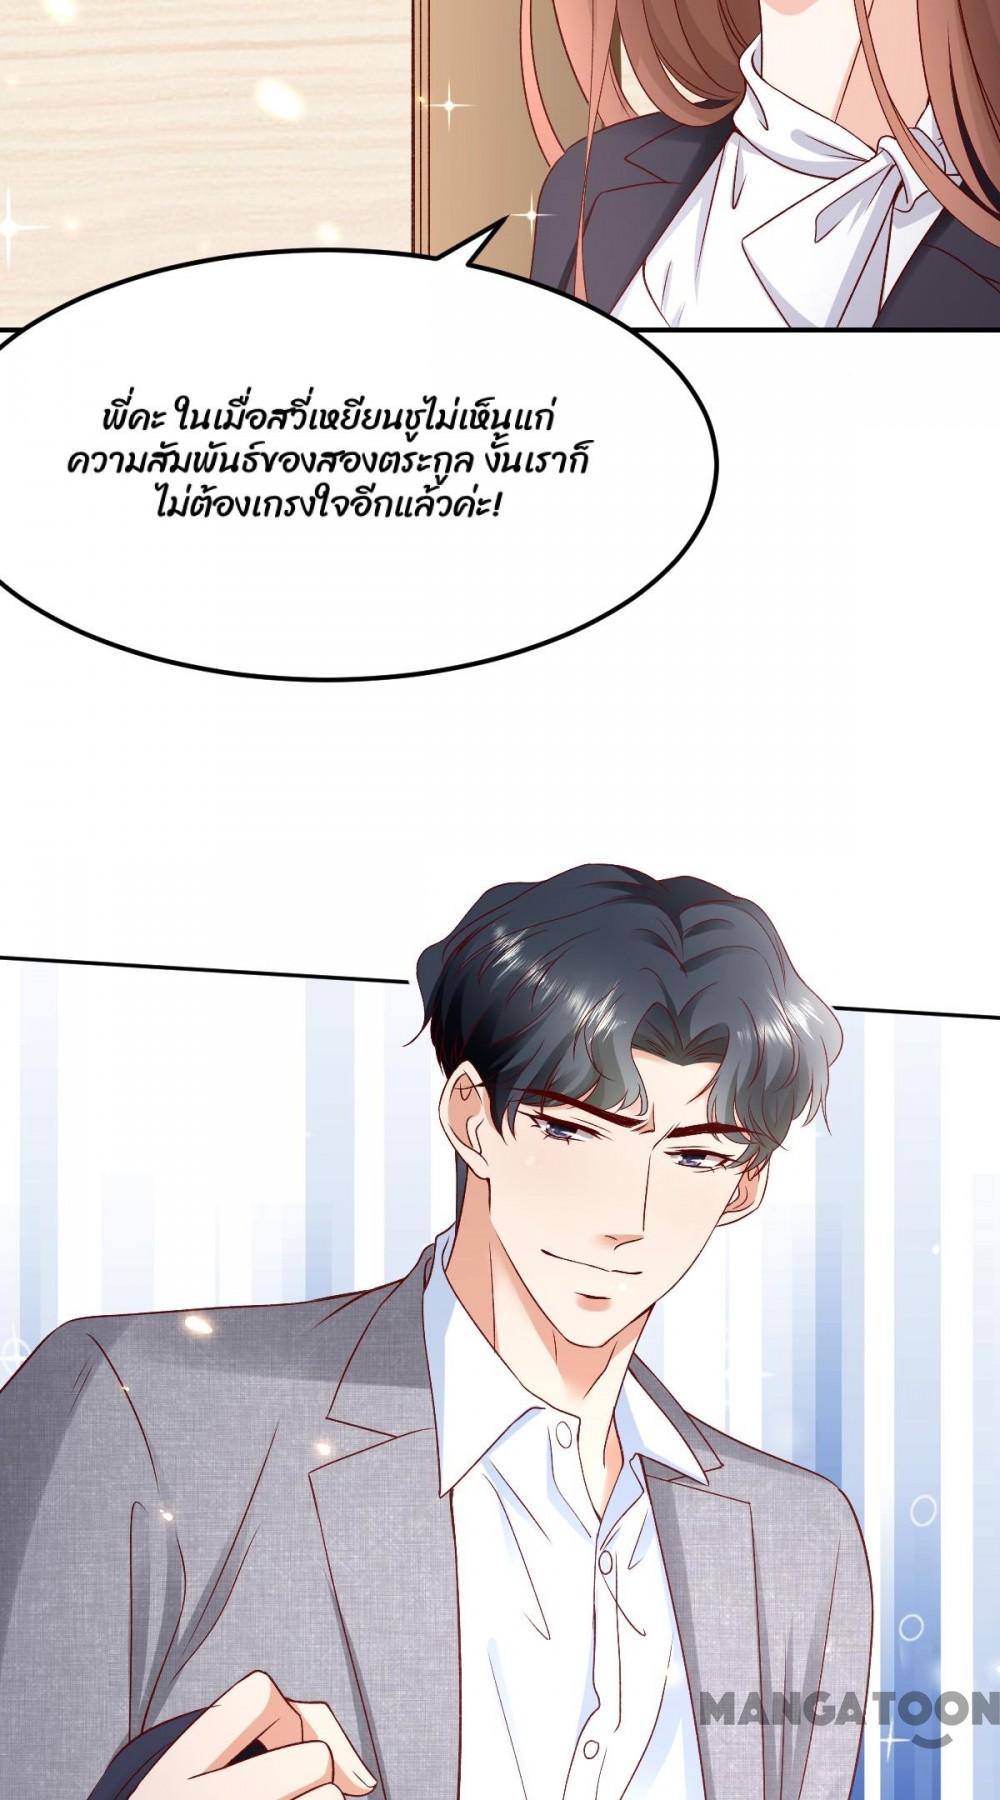 พี่คะ ในเมื่อสวี่เหยียนชูไม่เห็นแก่
ความสัมพันธ์ของสองตระกูล งั้นเราก็
ไม่ต้องเกรงใจอีกแล้วค่ะ!
MANGATOON